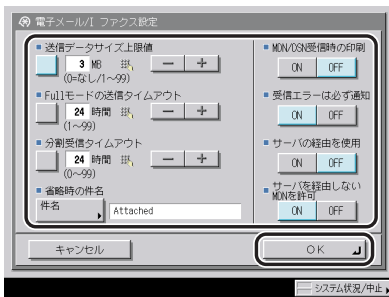 電子メール/I ファクス設定
■ 送信データサイズ上限値
3 MB
− +
(0=なし/1~99)
■ Fullモードの送信タイムアウト
24 時間
− +
(1~99)
■ 分割受信タイムアウト
24 時間
− +
(0~99)
■ 省略時の件名
件名
Attached
■ MDN/DSN受信時の印刷
ON OFF
■ 受信エラーは必ず通知
ON OFF
■ サーバの経由を使用
ON OFF
■ サーバを経由しない
MDNを許可
ON OFF
キャンセル
OK
システム状況/中止